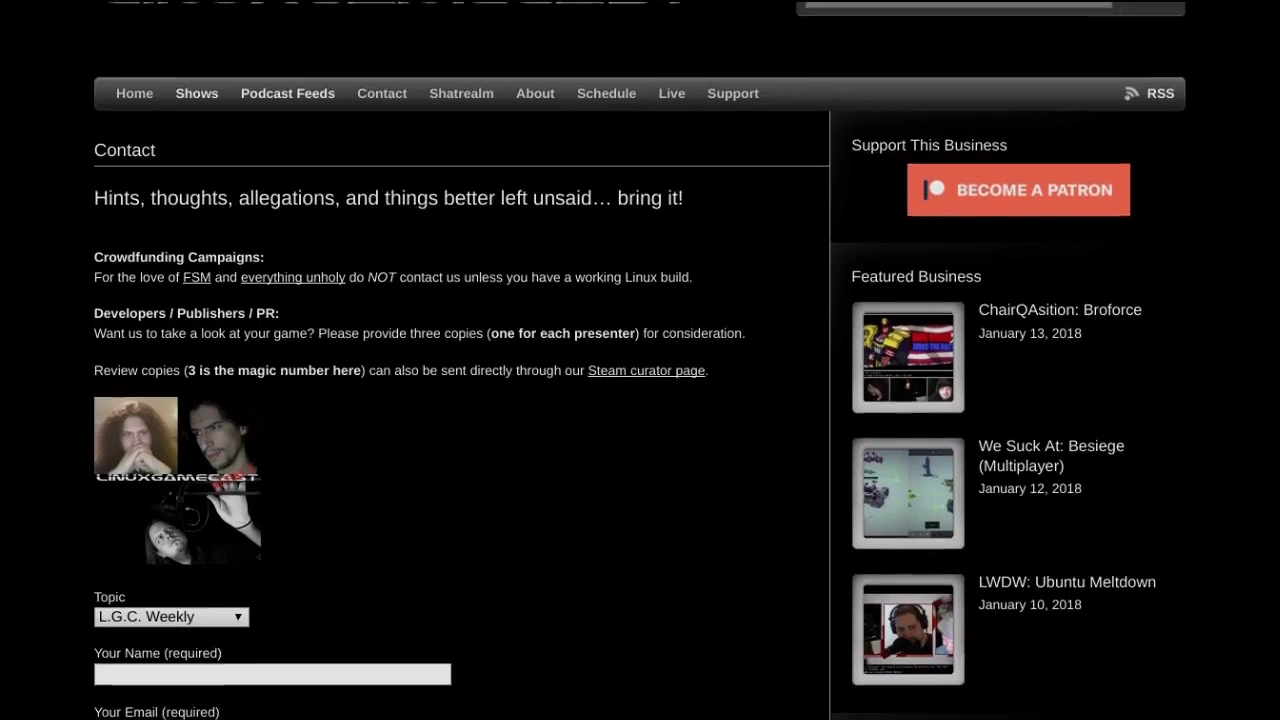 Home Shows Podcast Feeds Contact Shatrealm About Schedule Live Support RSS
Contact
Hints, thoughts, allegations, and things better left unsaid… bring it!
Crowdfunding Campaigns:
For the love of FSM and everything unholy do NOT contact us unless you have a working Linux build.
Developers / Publishers / PR:
Want us to take a look at your game? Please provide three copies (one for each presenter) for consideration.
Review copies (3 is the magic number here) can also be sent directly through our Steam curator page.
LINUXGAMECAST
Topic
L.G.C. Weekly
Your Name (required)
Your Email (required)
Support This Business
BECOME A PATRON
Featured Business
ChairQAsition: Broforce
January 13, 2018
We Suck At: Besiege
(Multiplayer)
January 12, 2018
LWDW: Ubuntu Meltdown
January 10, 2018